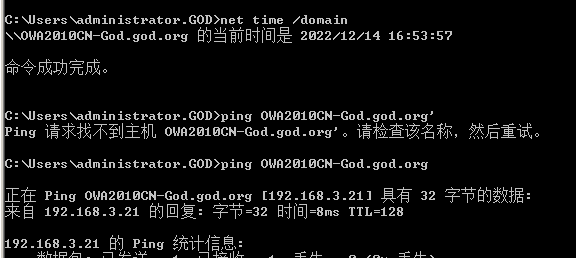 C:\Users\administrator.GOD>net time /domain
\\OWA2010CN-God.god.org 的当前时间是 2022/12/14 16:53:57
命令成功完成。
C:\Users\administrator.GOD>ping OWA2010CN-God.god.org'
Ping 请求找不到主机 OWA2010CN-God.god.org'。请检查该名称，然后重试。
C:\Users\administrator.GOD>ping OWA2010CN-God.god.org
正在 Ping OWA2010CN-God.god.org [192.168.3.21] 具有 32 字节的数据:
来自 192.168.3.21 的回复: 字节=32 时间=8ms TTL=128
192.168.3.21 的 Ping 统计信息: